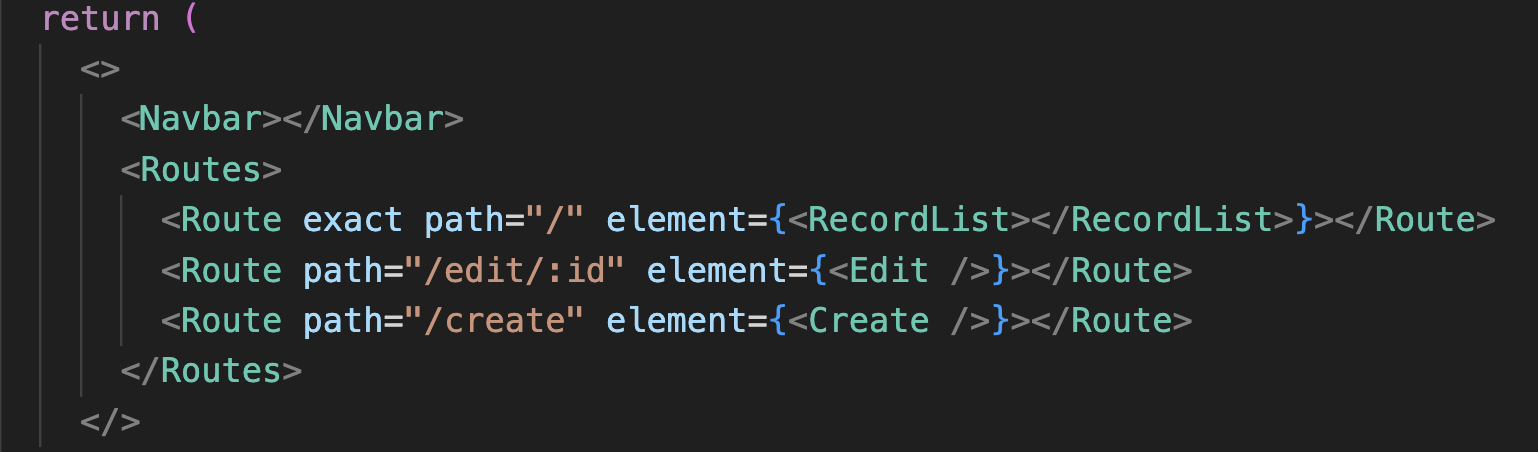 return (
<>
<Navbar></Navbar>
<Routes>
<Route exact path="/" element={<RecordList></RecordList>}></Route>
<Route path="/edit/:id" element={<Edit />}></Route>
<Route path="/create" element={<Create />}></Route>
</Routes>
</>